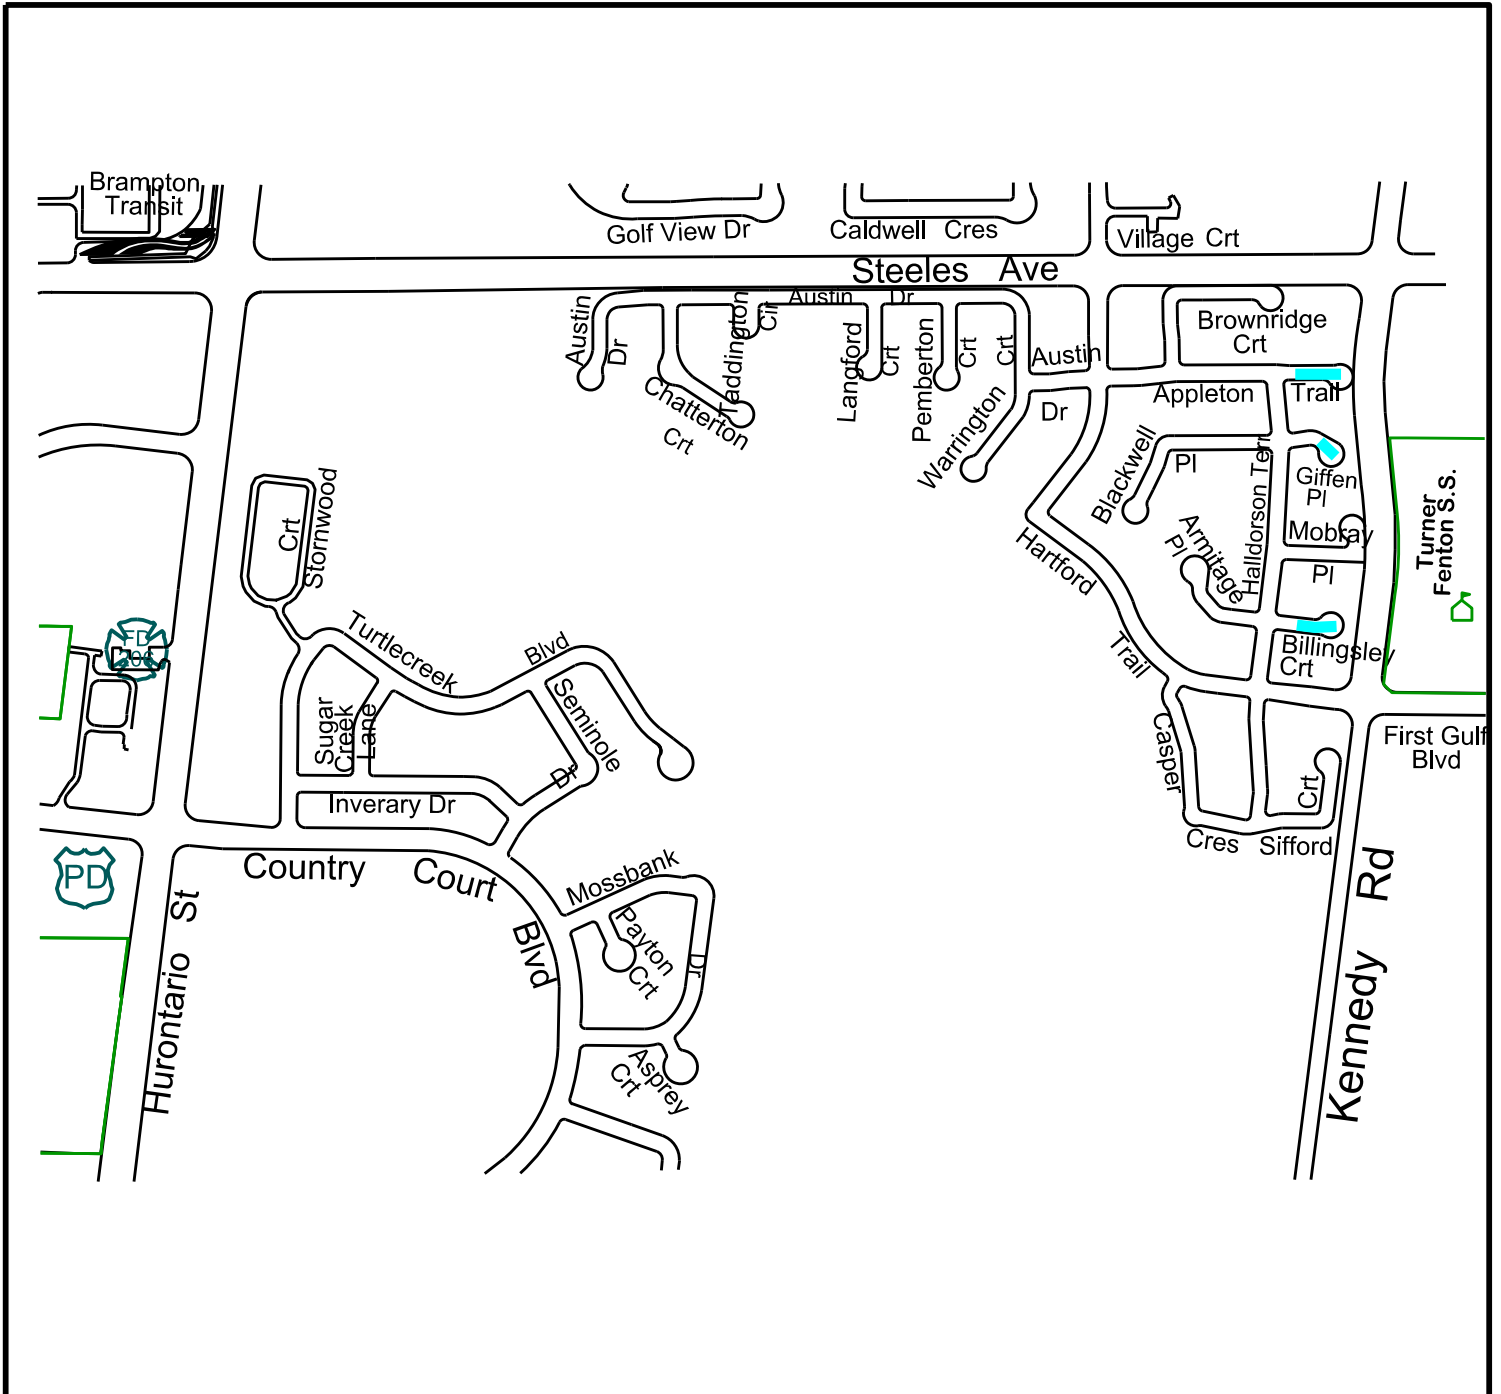 Brampton
Transit
Golf View Dr
Caldwell Cres
Village Crt
Steeles Ave
Austin
Dr
Kaddington
Cir
Austin Dr
Chatterton
Crt
Langford
Crt
Pemberton
Crt
Warrington
Crt
Austin
Dr
Brownridge
Crt
Appleton Trail
Blackwell
Pl
Halldorson Terr
Giffen
Pl
Mobray
Pl
Armitage
Pl
Billingsley
Crt
Hartford
Trail
Turner
Fenton S.S.
Stornwood
Crt
FD
206
Turtlecreek Blvd
Sugar
Creek
Lane
Seminole
Dr
Inverary Dr
Casper
Cres
Sifford
Crt
First Gulf
Blvd
PD
Country Court Blvd
Mossbank
Dr
Payton
Crt
Asprey
Crt
Hurontario St
Kennedy Rd